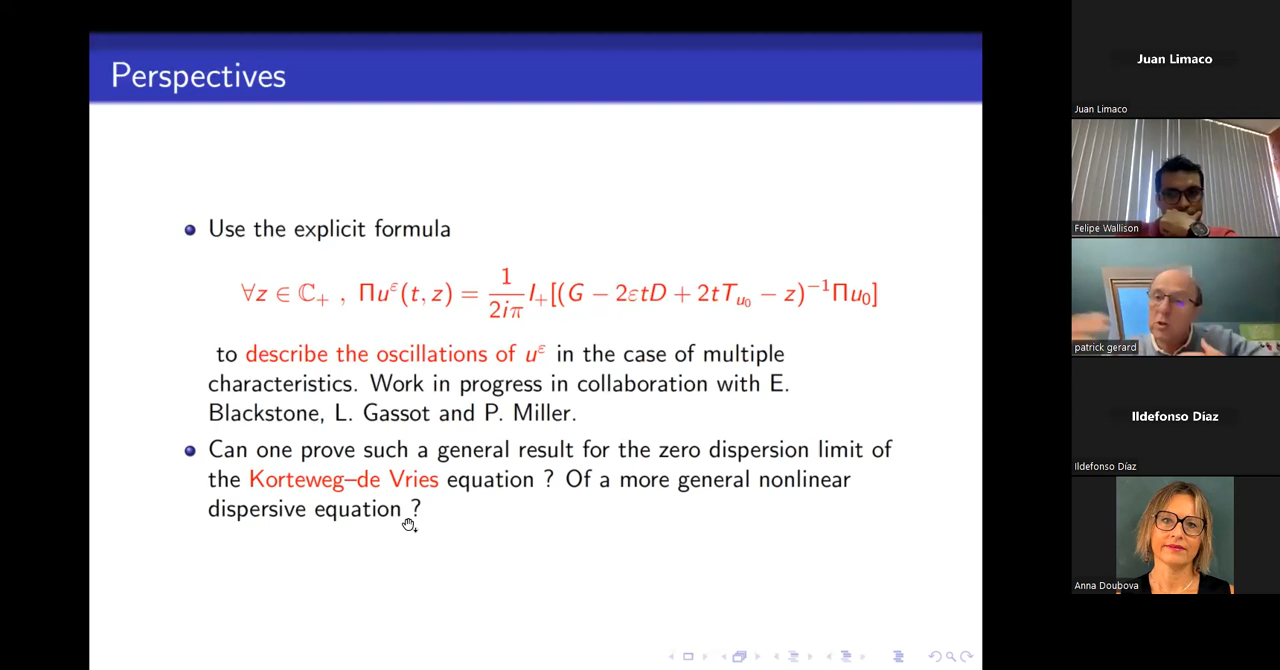 Perspectives
Use the explicit formula
∀z ∈ ℂ₊ , Πuᵋ(t, z) = 1/2iπ I₊[(G − 2εtD + 2tT_{u₀} − z)⁻¹Πu₀]
to describe the oscillations of uᵋ in the case of multiple
characteristics. Work in progress in collaboration with E.
Blackstone, L. Gassot and P. Miller.
Can one prove such a general result for the zero dispersion limit of
the Korteweg–de Vries equation ? Of a more general nonlinear
dispersive equation ?
Juan Limaco
Juan Limaco
Felipe Wallison
patrick gerard
Ildefonso Díaz
Ildefonso Díaz
Anna Doubova